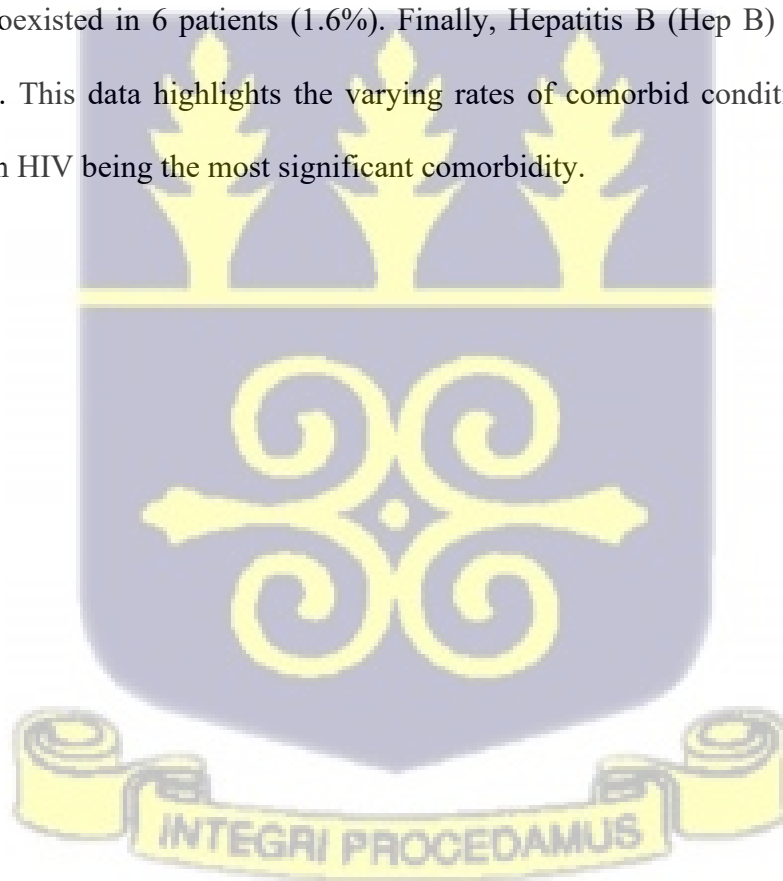 oexisted in 6 patients (1.6%). Finally, Hepatitis B (Hep B)
. This data highlights the varying rates of comorbid condit
HIV being the most significant comorbidity.
INTEGRI PROCEDAMUS